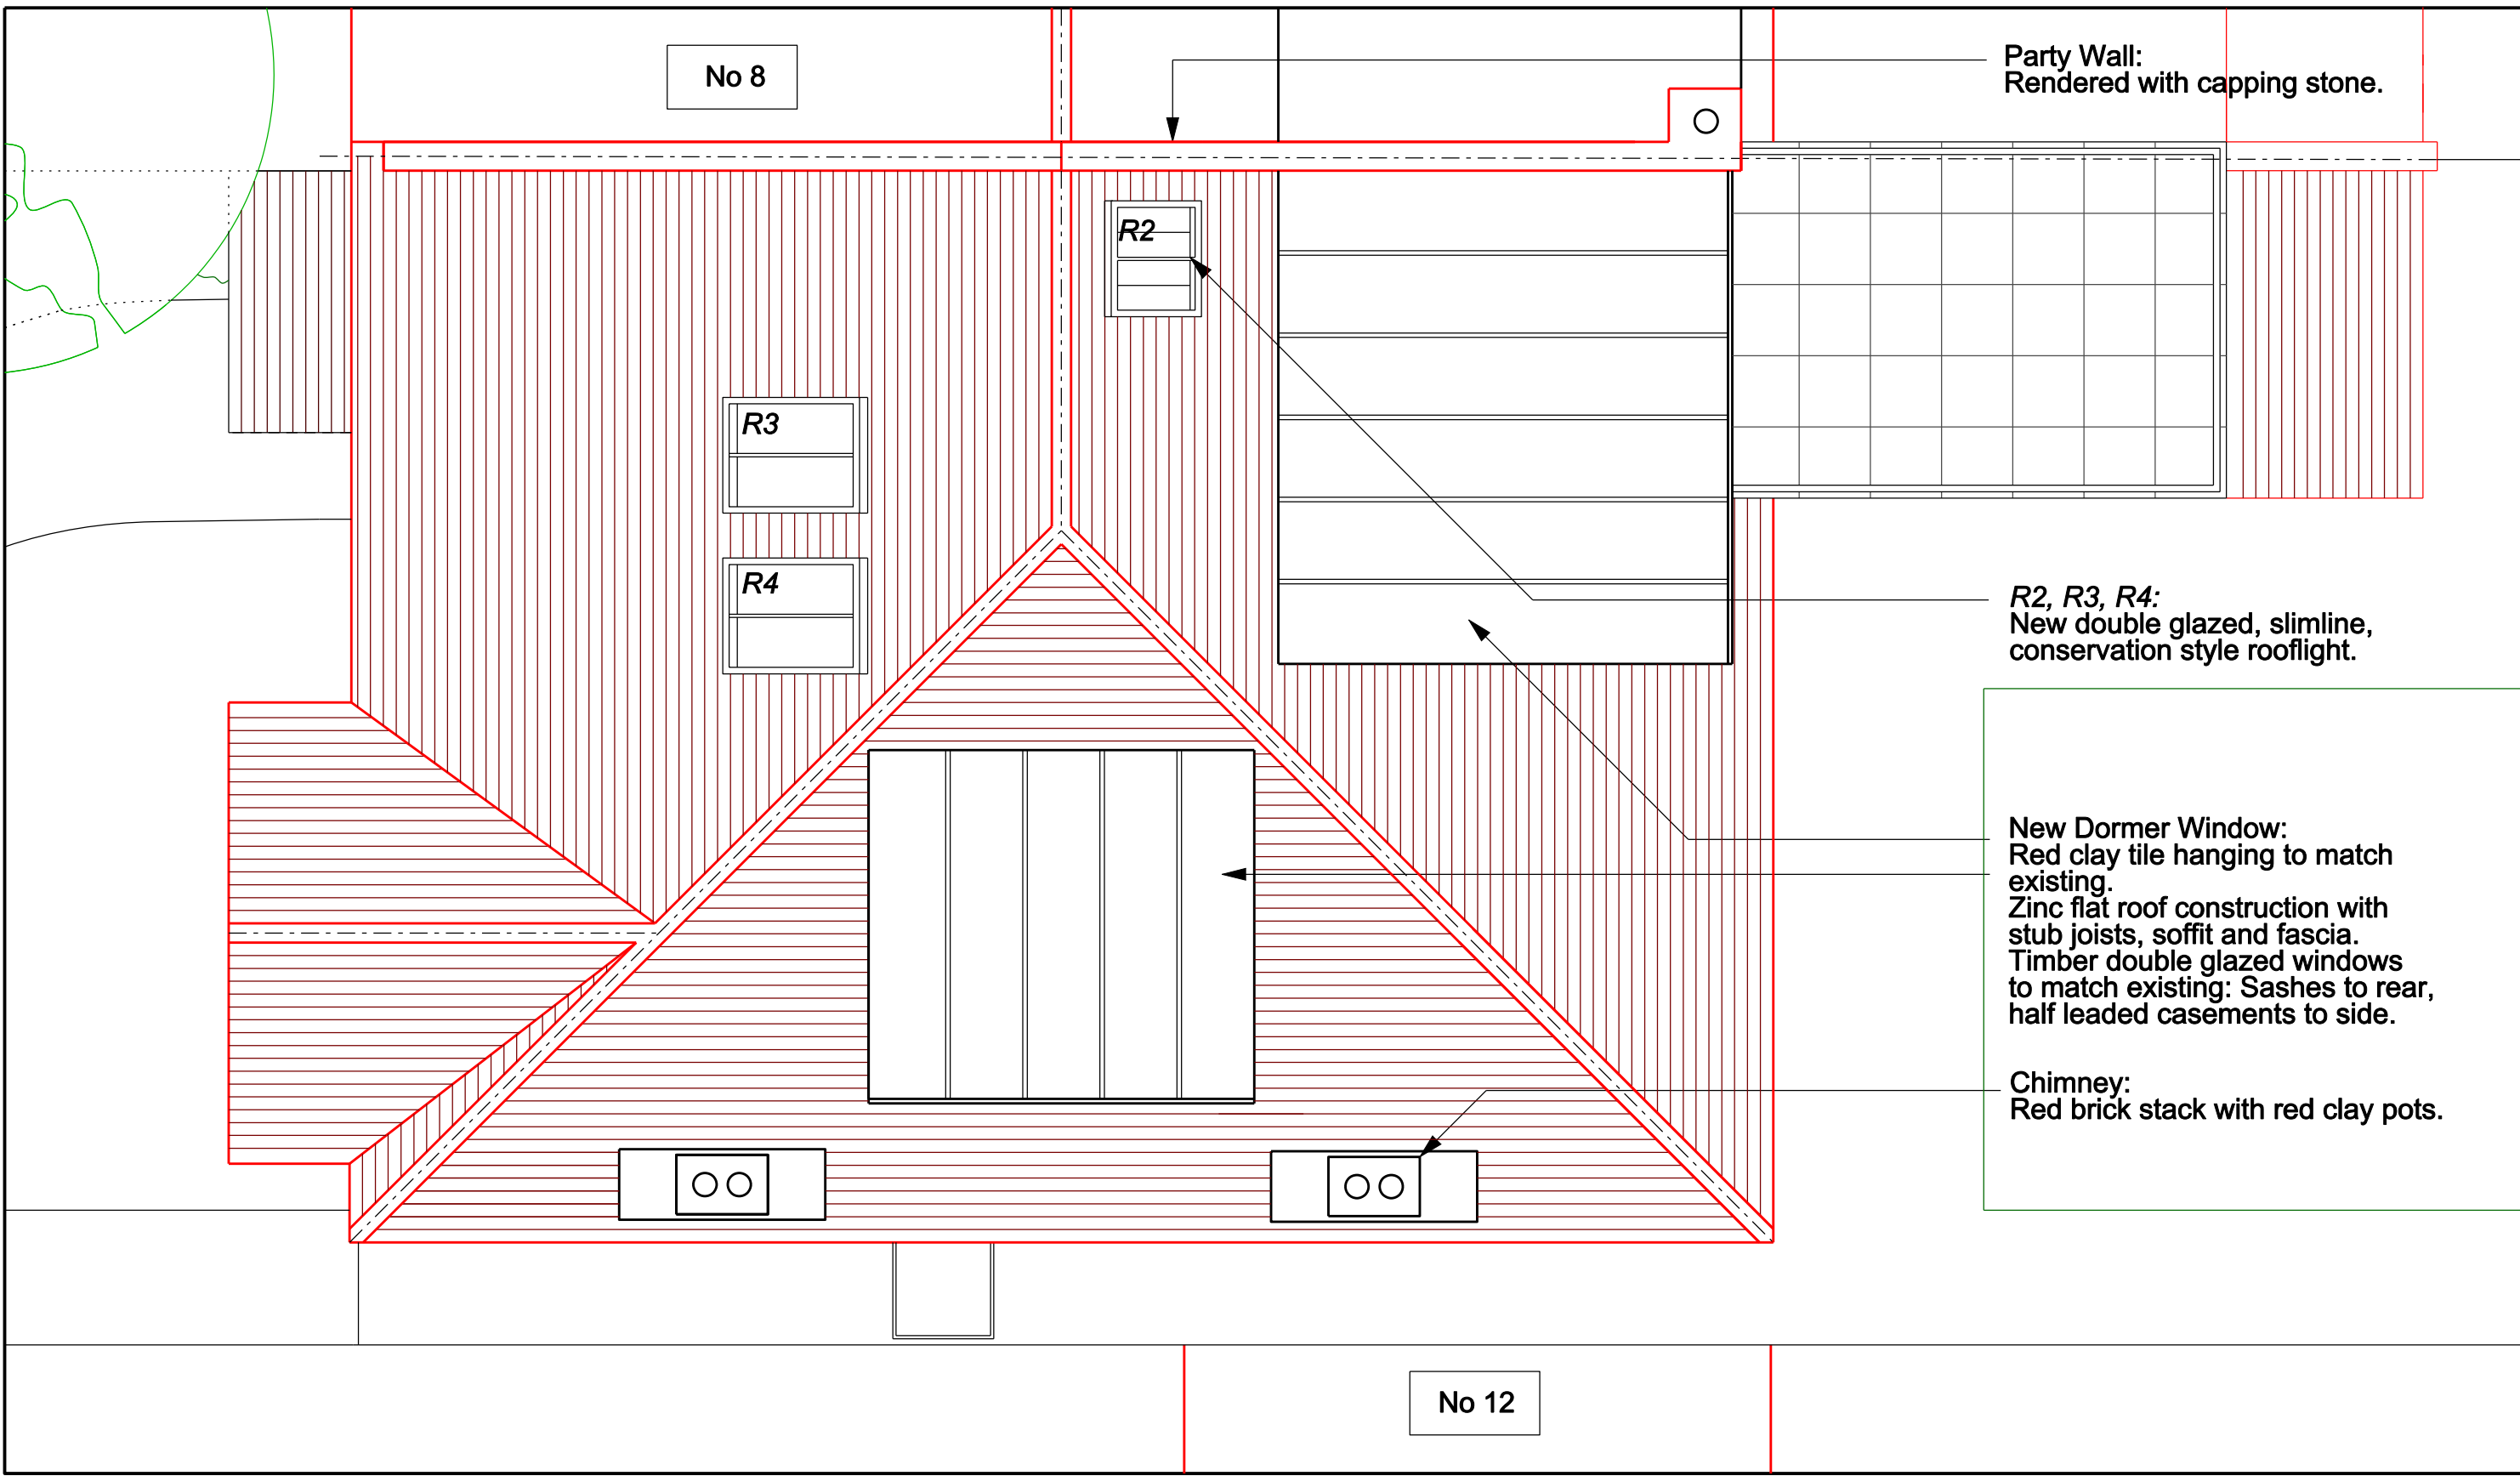 No 8
Party Wall:
Rendered with capping stone.
R2
R3
R4
R2, R3, R4:
New double glazed, slimline,
conservation style rooflight.
New Dormer Window:
Red clay tile hanging to match
existing.
Zinc flat roof construction with
stub joists, soffit and fascia.
Timber double glazed windows
to match existing: Sashes to rear,
half leaded casements to side.
Chimney:
Red brick stack with red clay pots.
No 12